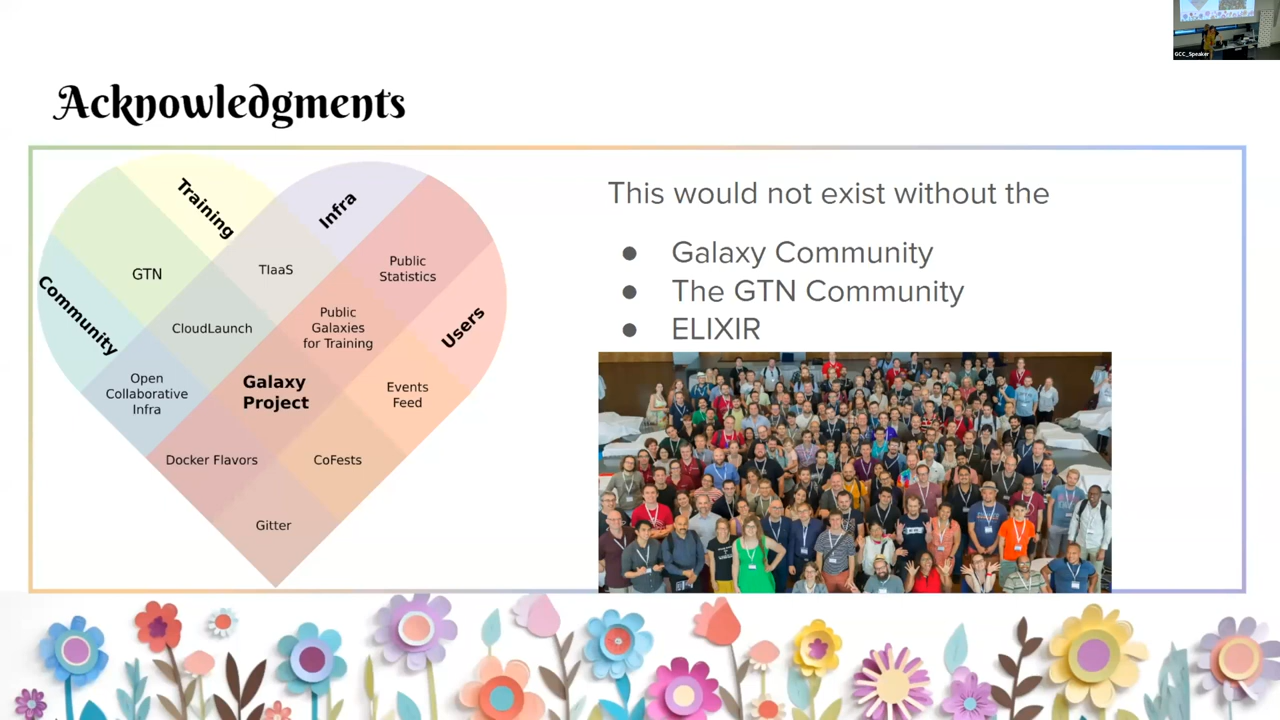 GCC_Speaker
Acknowledgments
Training
Infra
Community
Users
GTN
TIaaS
Public
Statistics
CloudLaunch
Public
Galaxies
for Training
Open
Collaborative
Infra
Galaxy
Project
Events
Feed
Docker Flavors
CoFests
Gitter
This would not exist without the
● Galaxy Community
● The GTN Community
● ELIXIR